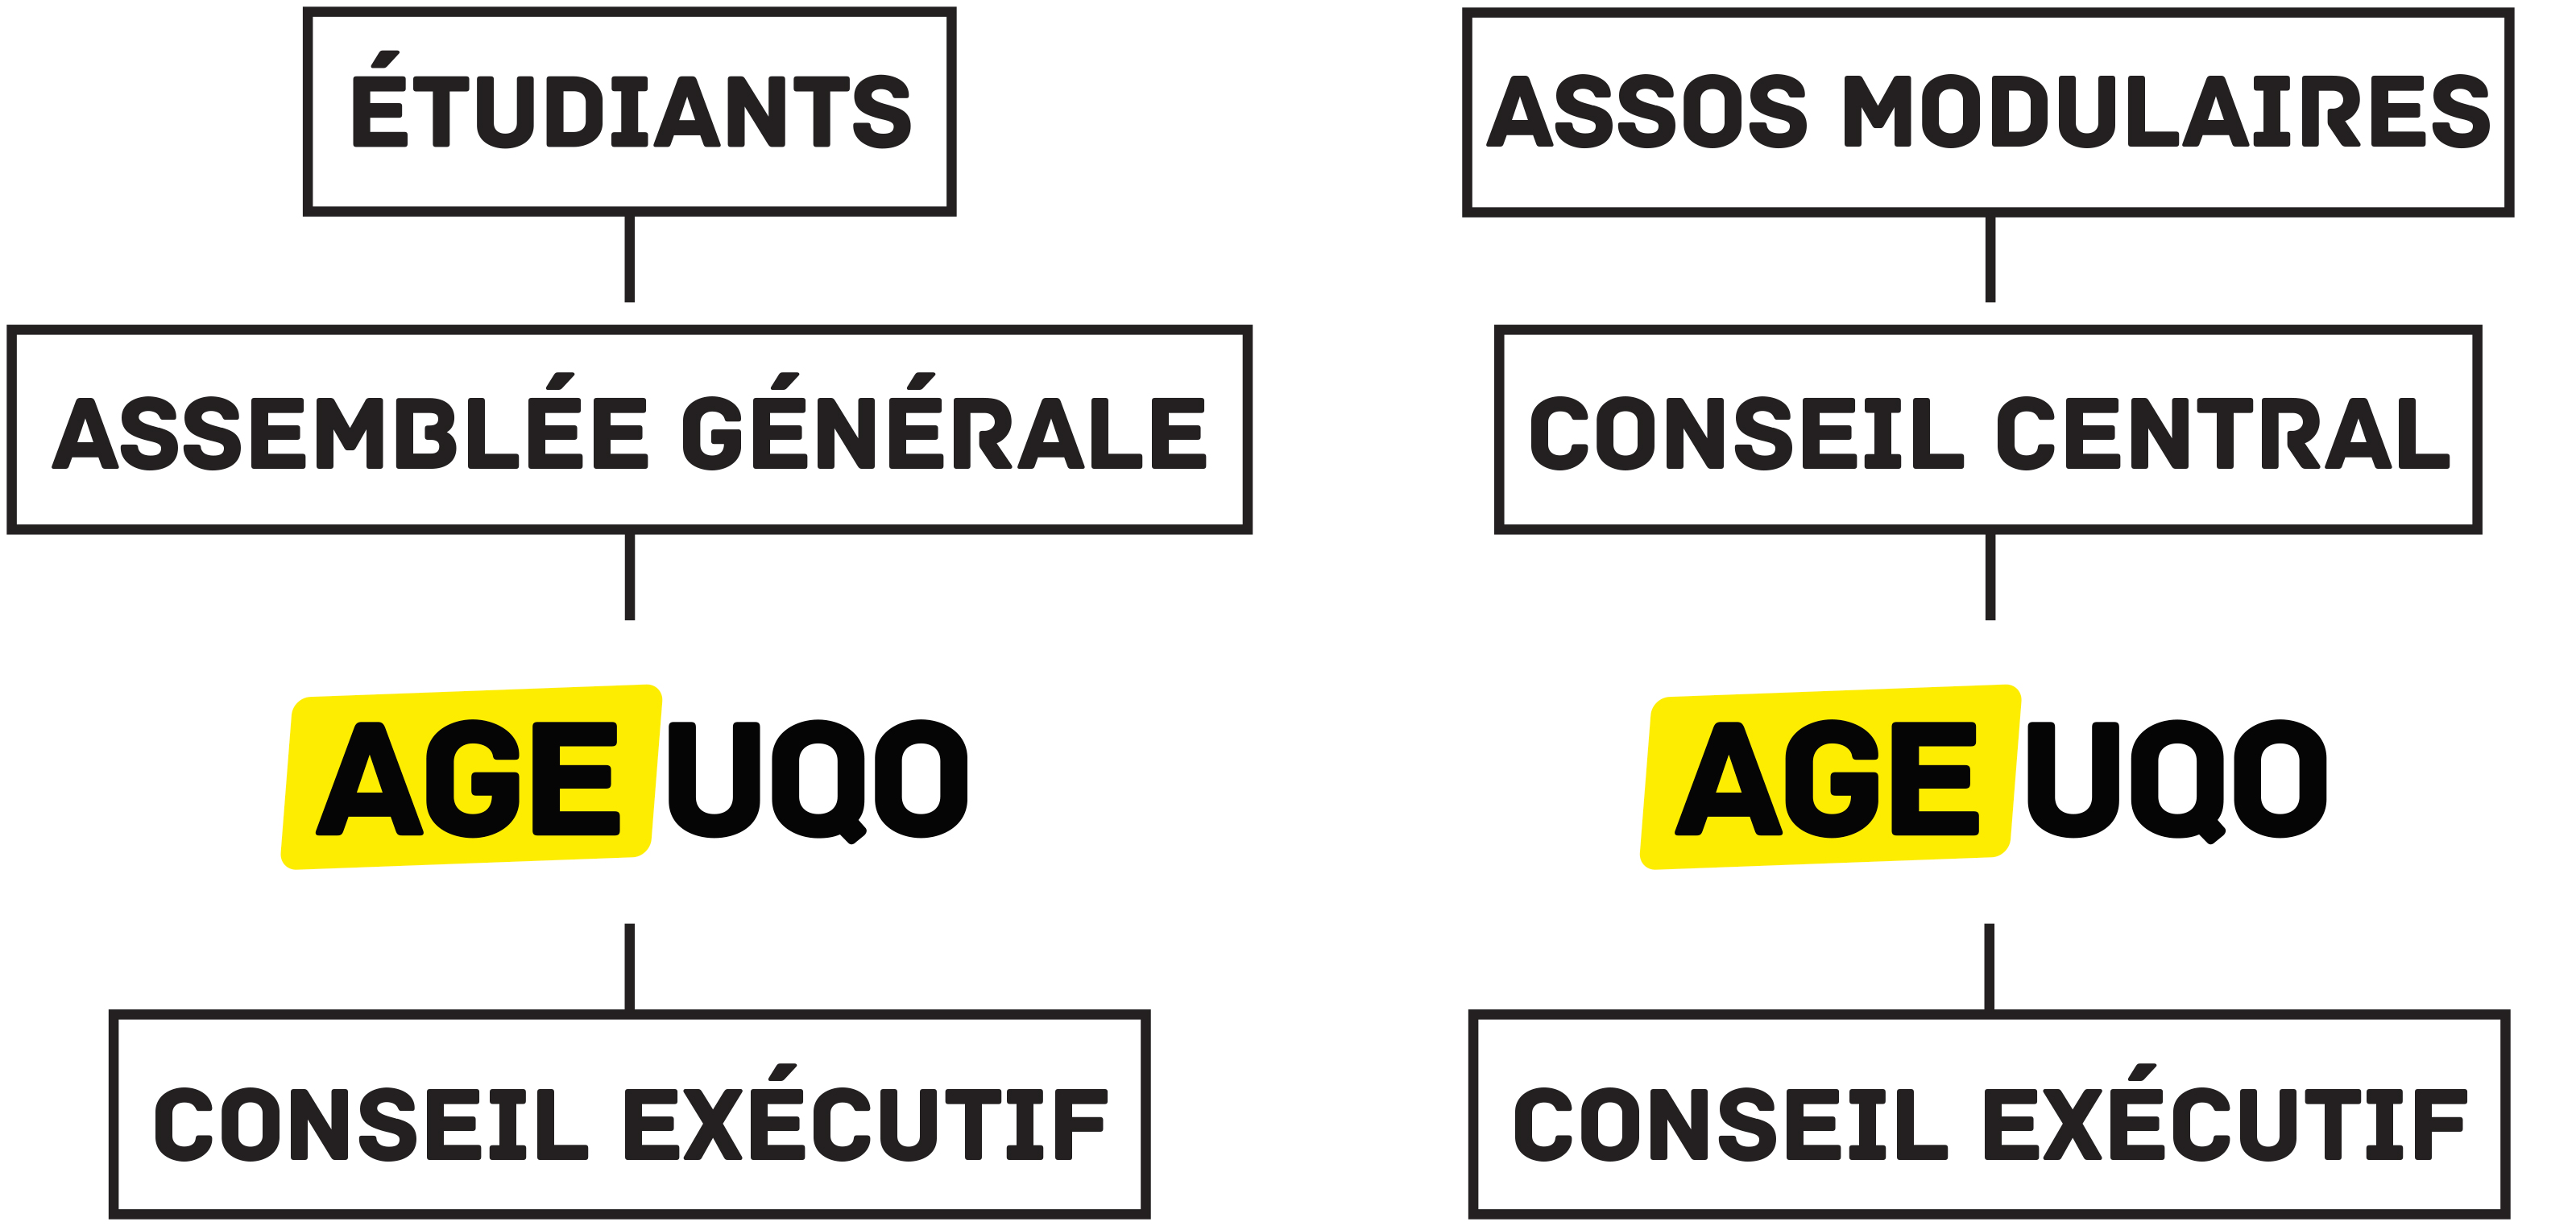 ÉTUDIANTS
ASSEMBLÉE GÉNÉRALE
AGE UQO
CONSEIL EXÉCUTIF
ASSOS MODULAIRES
CONSEIL CENTRAL
AGE UQO
CONSEIL EXÉCUTIF